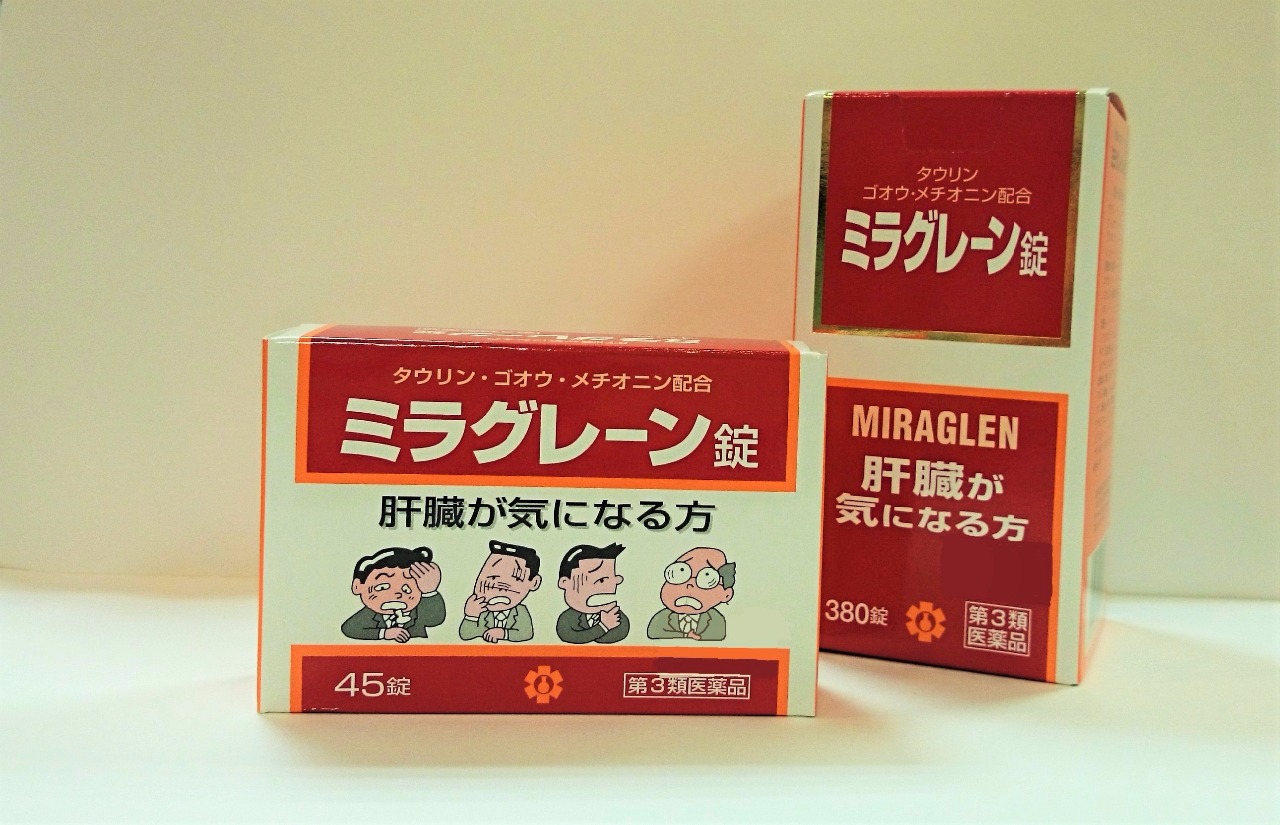 タウリン・ゴオウ・メチオニン配合
ミラグレーン錠
肝臓が気になる方
45錠
第3類医薬品
タウリン
ゴオウ・メチオニン配合
ミラグレーン錠
MIRAGLEN
肝臓が
気になる方
380錠
第3類
医薬品